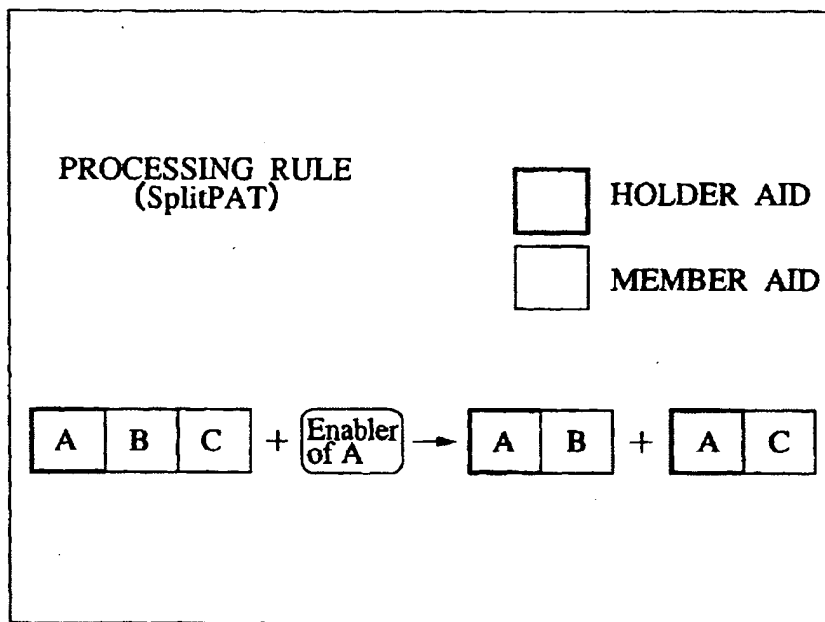 PROCESSING RULE
(SplitPAT)
HOLDER AID
MEMBER AID
A B C + Enabler of A → A B + A C